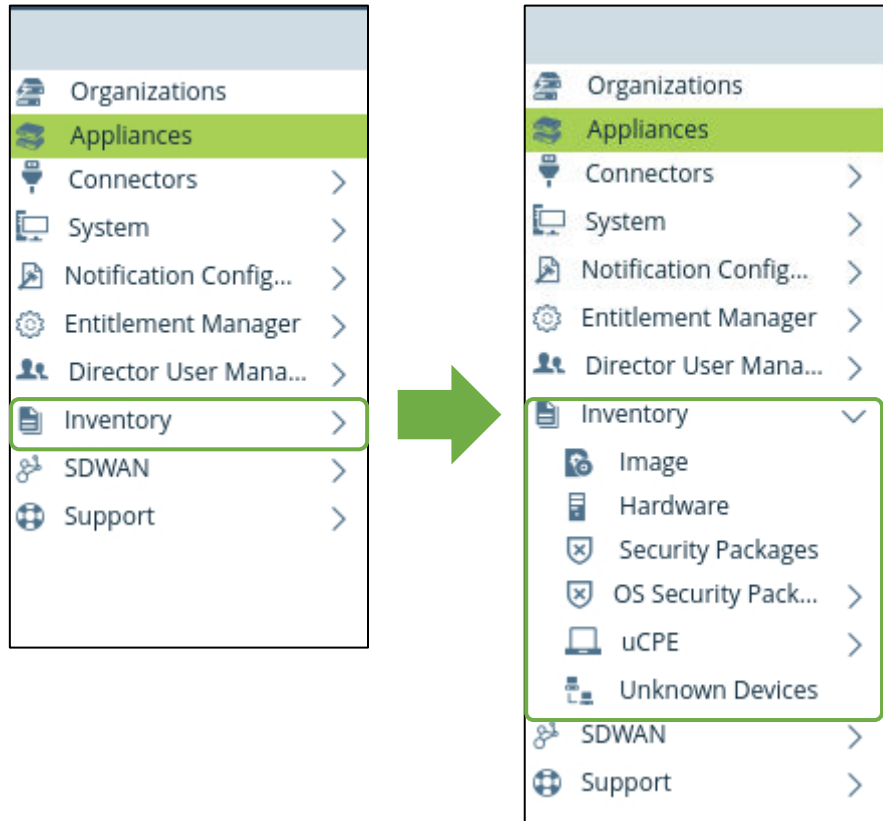 Organizations
Appliances
Connectors
System
Notification Config...
Entitlement Manager
Director User Mana...
Inventory
SDWAN
Support
Organizations
Appliances
Connectors
System
Notification Config...
Entitlement Manager
Director User Mana...
Inventory
Image
Hardware
Security Packages
OS Security Pack...
uCPE
Unknown Devices
SDWAN
Support